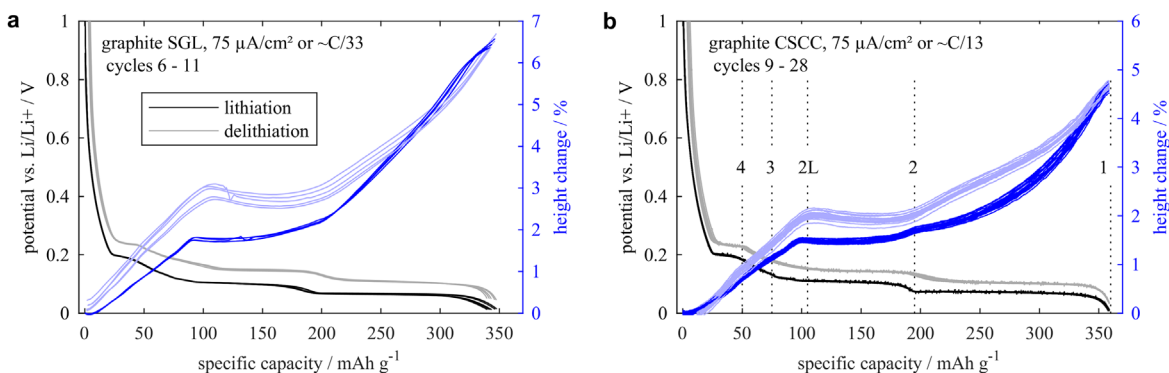 a
graphite SGL, 75 µA/cm² or ~C/33
cycles 6 - 11
lithiation
delithiation
potential vs. Li/Li+ / V
1
0.8
0.6
0.4
0.2
0
7
6
5
4
3
2
1
0
height change / %
0 50 100 150 200 250 300 350
specific capacity / mAh g-1
b
graphite CSCC, 75 µA/cm² or ~C/13
cycles 9 - 28
4 3 2L 2 1
potential vs. Li/Li+ / V
1
0.8
0.6
0.4
0.2
0
6
5
4
3
2
1
0
height change / %
0 50 100 150 200 250 300 350
specific capacity / mAh g-1